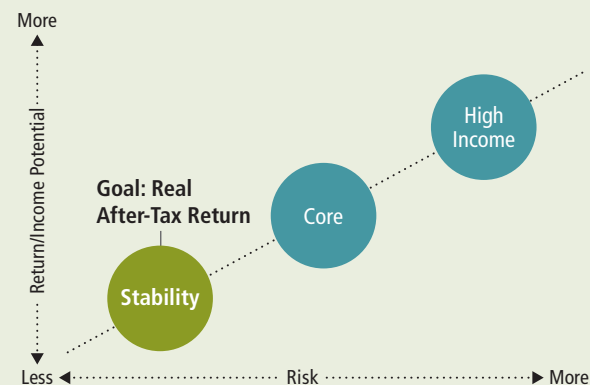 More
Return/Income Potential
High
Income
Goal: Real
After-Tax Return
Core
Stability
Less
Risk
More